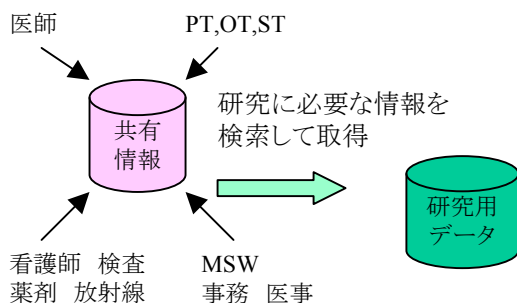 医師
PT,OT,ST
研究に必要な情報を
検索して取得
共有
情報
研究用
データ
看護師 検査
薬剤 放射線
MSW
事務 医事